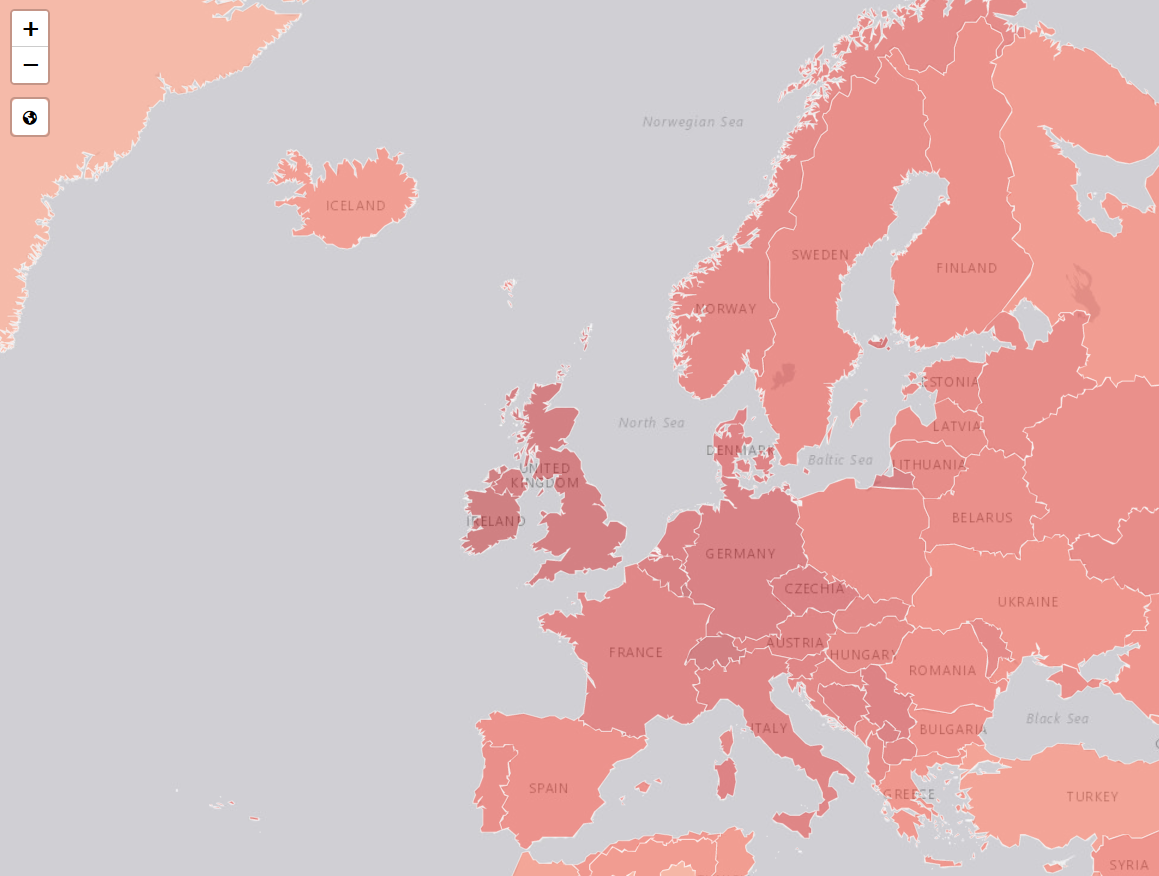 +
−
Norwegian Sea
ICELAND
SWEDEN
FINLAND
NORWAY
ESTONIA
North Sea
LATVIA
DENMARK
Baltic Sea
LITHUANIA
UNITED
KINGDOM
IRELAND
BELARUS
GERMANY
CZECHIA
UKRAINE
AUSTRIA
FRANCE
HUNGARY
ROMANIA
Black Sea
ITALY
BULGARIA
SPAIN
GREECE
TURKEY
SYRIA